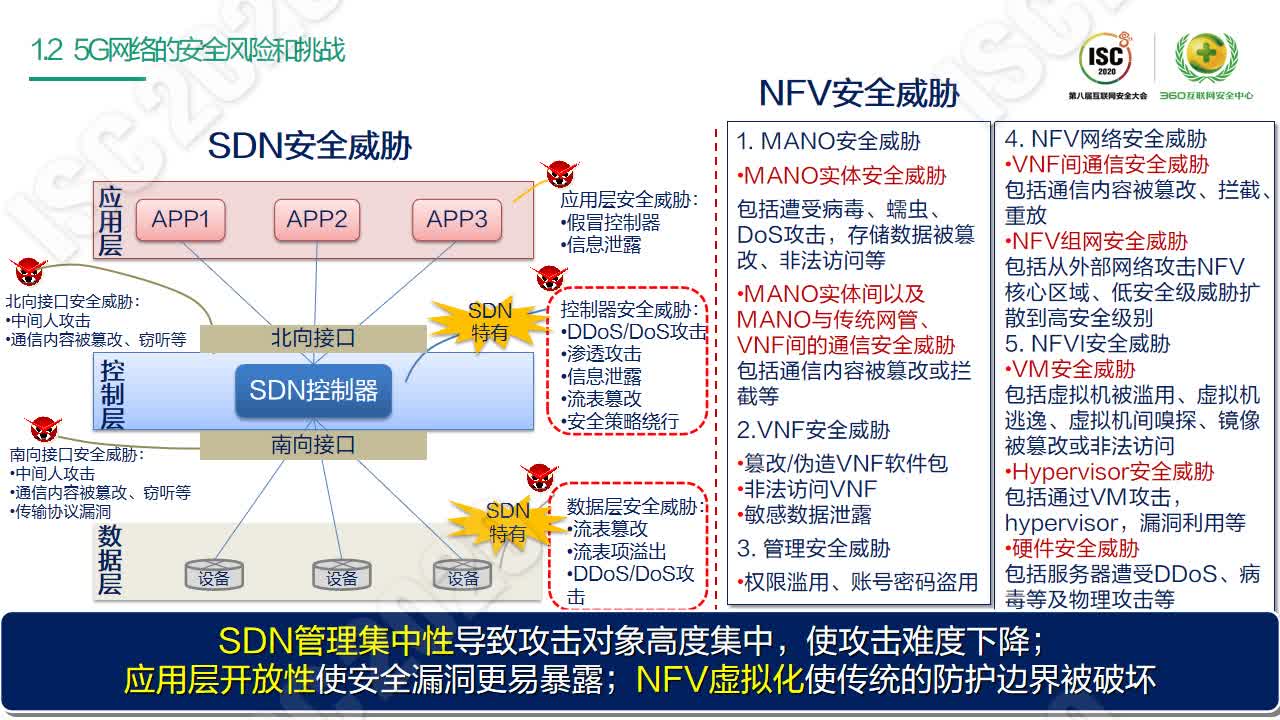 1.2 5G网络的安全风险和挑战
ISC
2020
第八届互联网安全大会
360互联网安全中心
SDN安全威胁
应用层
APP1
APP2
APP3
应用层安全威胁：
•假冒控制器
•信息泄露
北向接口安全威胁：
•中间人攻击
•通信内容被篡改、窃听等
北向接口
SDN
特有
控制器安全威胁：
•DDoS/DoS攻击
•渗透攻击
•信息泄露
•流表篡改
•安全策略绕行
控制层
SDN控制器
南向接口
南向接口安全威胁：
•中间人攻击
•通信内容被篡改、窃听等
•传输协议漏洞
SDN
特有
数据层安全威胁：
•流表篡改
•流表项溢出
•DDoS/DoS攻
击
数据层
设备
设备
设备
NFV安全威胁
1. MANO安全威胁
•MANO实体安全威胁
包括遭受病毒、蠕虫、
DoS攻击，存储数据被篡
改、非法访问等
•MANO实体间以及
MANO与传统网管、
VNF间的通信安全威胁
包括通信内容被篡改或拦
截等
2.VNF安全威胁
•篡改/伪造VNF软件包
•非法访问VNF
•敏感数据泄露
3. 管理安全威胁
•权限滥用、账号密码盗用
4. NFV网络安全威胁
•VNF间通信安全威胁
包括通信内容被篡改、拦截、
重放
•NFV组网安全威胁
包括从外部网络攻击NFV
核心区域、低安全级威胁扩
散到高安全级别
5. NFVI安全威胁
•VM安全威胁
包括虚拟机被滥用、虚拟机
逃逸、虚拟机间嗅探、镜像
被篡改或非法访问
•Hypervisor安全威胁
包括通过VM攻击，
hypervisor，漏洞利用等
•硬件安全威胁
包括服务器遭受DDoS、病
毒等及物理攻击等
SDN管理集中性导致攻击对象高度集中，使攻击难度下降；
应用层开放性使安全漏洞更易暴露；NFV虚拟化使传统的防护边界被破坏